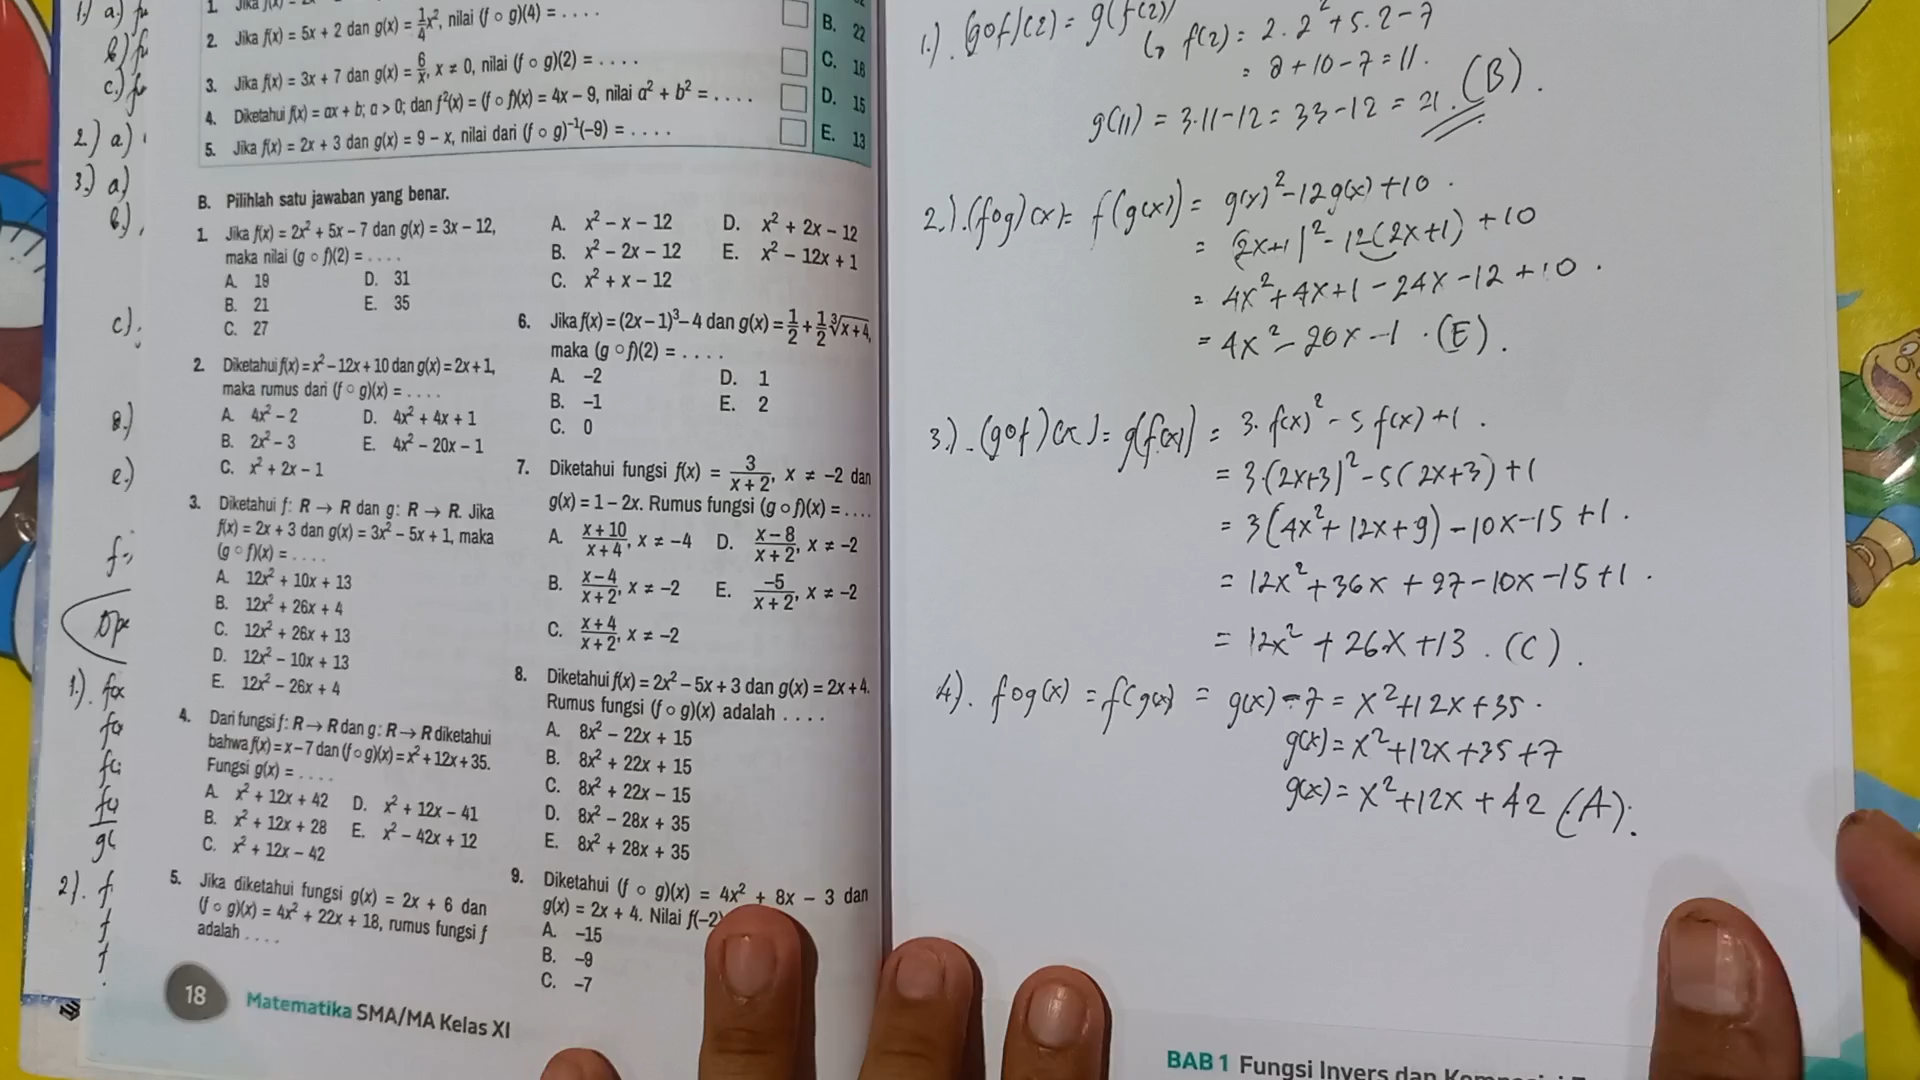 1) a) fu
b) fu
c) fu
2) a)
3) a)
b)
c).
e)
Ope
1). fox
2). f
f
f
2. Jika f(x) = 5x + 2 dan g(x) = 1/4 x², nilai (f ∘ g)(4) = . . . .
3. Jika f(x) = 3x + 7 dan g(x) = 6/x, x ≠ 0, nilai (f ∘ g)(2) = . . . .
4. Diketahui f(x) = ax + b; a > 0; dan f²(x) = (f ∘ f)(x) = 4x – 9, nilai a² + b² = . . . .
5. Jika f(x) = 2x + 3 dan g(x) = 9 – x, nilai dari (f ∘ g)⁻¹(–9) = . . . .
B. 22
C. 18
D. 15
E. 13
B. Pilihlah satu jawaban yang benar.
1. Jika f(x) = 2x² + 5x – 7 dan g(x) = 3x – 12,
maka nilai (g ∘ f)(2) = . . . .
A. 19 D. 31
B. 21 E. 35
C. 27
2. Diketahui f(x) = x² – 12x + 10 dan g(x) = 2x + 1,
maka rumus dari (f ∘ g)(x) = . . . .
A. 4x² – 2 D. 4x² + 4x + 1
B. 2x² – 3 E. 4x² – 20x – 1
C. x² + 2x – 1
3. Diketahui f: R → R dan g: R → R. Jika
f(x) = 2x + 3 dan g(x) = 3x² – 5x + 1, maka
(g ∘ f)(x) = . . . .
A. 12x² + 10x + 13
B. 12x² + 26x + 4
C. 12x² + 26x + 13
D. 12x² – 10x + 13
E. 12x² – 26x + 4
4. Dari fungsi f: R → R dan g: R → R diketahui
bahwa f(x) = x – 7 dan (f ∘ g)(x) = x² + 12x + 35.
Fungsi g(x) = . . . .
A. x² + 12x + 42 D. x² + 12x – 41
B. x² + 12x + 28 E. x² – 42x + 12
C. x² + 12x – 42
5. Jika diketahui fungsi g(x) = 2x + 6 dan
(f ∘ g)(x) = 4x² + 22x + 18, rumus fungsi f
adalah . . . .
A. x² – x – 12 D. x² + 2x – 12
B. x² – 2x – 12 E. x² – 12x + 1
C. x² + x – 12
6. Jika f(x) = (2x – 1)³ – 4 dan g(x) = 1/2 + 1/2 ∛(x + 4),
maka (g ∘ f)(2) = . . . .
A. –2 D. 1
B. –1 E. 2
C. 0
7. Diketahui fungsi f(x) = 3/(x + 2), x ≠ –2 dan
g(x) = 1 – 2x. Rumus fungsi (g ∘ f)(x) = . . . .
A. (x + 10)/(x + 4), x ≠ –4 D. (x – 8)/(x + 2), x ≠ –2
B. (x – 4)/(x + 2), x ≠ –2 E. –5/(x + 2), x ≠ –2
C. (x + 4)/(x + 2), x ≠ –2
8. Diketahui f(x) = 2x² – 5x + 3 dan g(x) = 2x + 4.
Rumus fungsi (f ∘ g)(x) adalah . . . .
A. 8x² – 22x + 15
B. 8x² + 22x + 15
C. 8x² + 22x – 15
D. 8x² – 28x + 35
E. 8x² + 28x + 35
9. Diketahui (f ∘ g)(x) = 4x² + 8x – 3 dan
g(x) = 2x + 4. Nilai f(–2)
A. –15
B. –9
C. –7
18 Matematika SMA/MA Kelas XI
1.). (gof)(2) = g(f(2))
↳ f(2) = 2.2² + 5.2 – 7
= 8 + 10 – 7 = 11.
g(11) = 3.11 – 12 = 33 – 12 = 21. (B).
2.). (fog)(x) = f(g(x)) = g(x)² – 12g(x) + 10.
= (2x+1)² – 12(2x+1) + 10
= 4x² + 4x + 1 – 24x – 12 + 10.
= 4x² – 20x – 1 . (E).
3.). (gof)(x) = g(f(x)) = 3. f(x)² – 5 f(x) + 1.
= 3.(2x+3)² – 5(2x+3) + 1
= 3(4x² + 12x + 9) – 10x – 15 + 1.
= 12x² + 36x + 27 – 10x – 15 + 1.
= 12x² + 26x + 13 . (C).
4). fog(x) = f(g(x) = g(x) – 7 = x² + 12x + 35.
g(x) = x² + 12x + 35 + 7
g(x) = x² + 12x + 42 (A).
BAB 1 Fungsi Invers dan